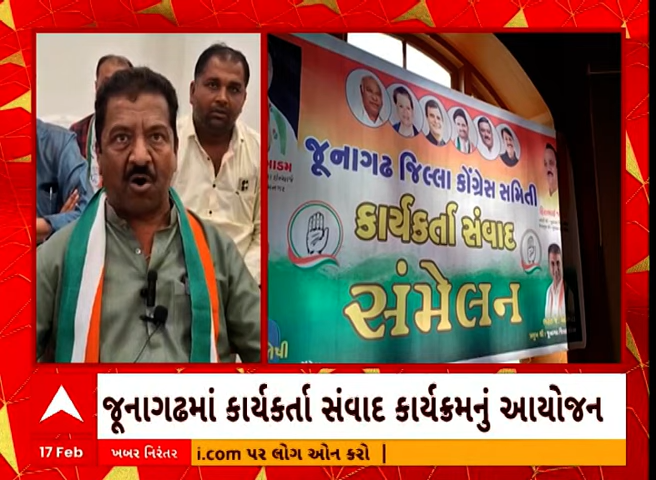 જૂનાગઢ જિલ્લા કોંગ્રેસ સમિતી
કાર્યકર્તા સંવાદ
સંમેલન
જૂનાગઢમાં કાર્યકર્તા સંવાદ કાર્યક્રમનું આયોજન
17 Feb
ખબર નિરંતર
i.com પર લોગ ઓન કરો |